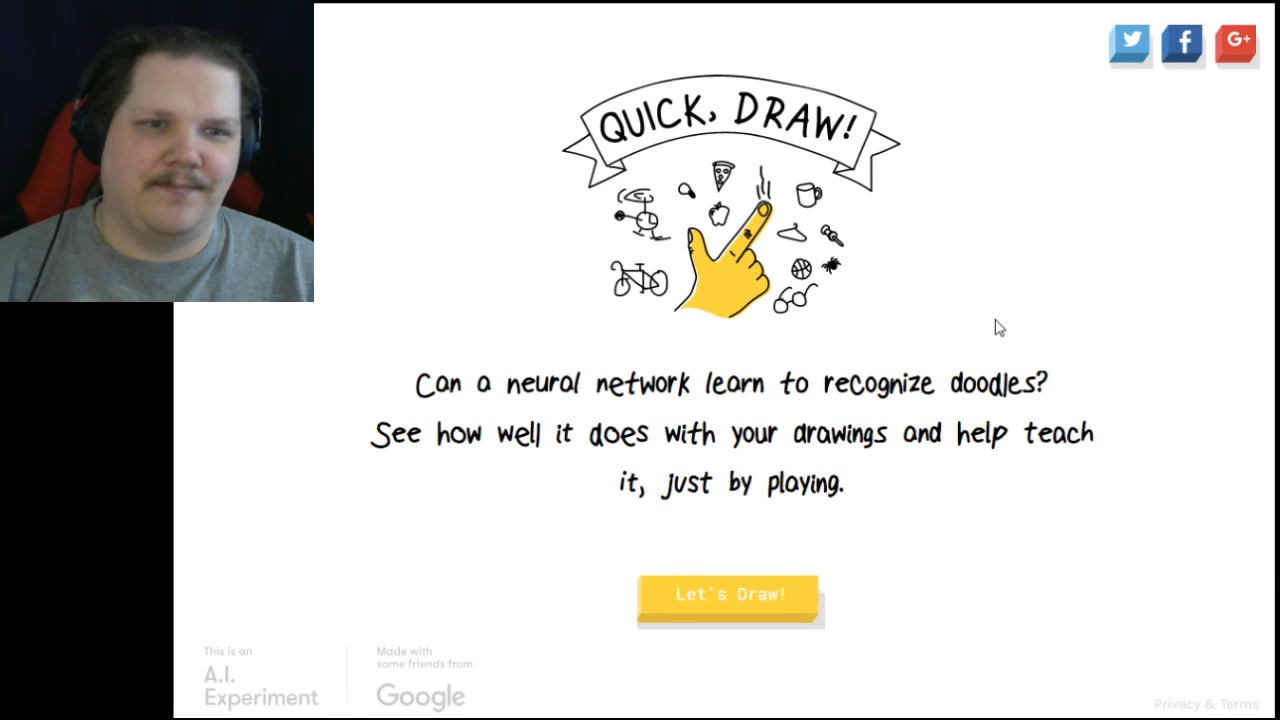 QUICK, DRAW!
G+
Can a neural network learn to recognize doodles?
See how well it does with your drawings and help teach
it, just by playing.
Let's Draw!
This is an
A.I.
Experiment
Made with
some friends from
Google
Privacy & Terms